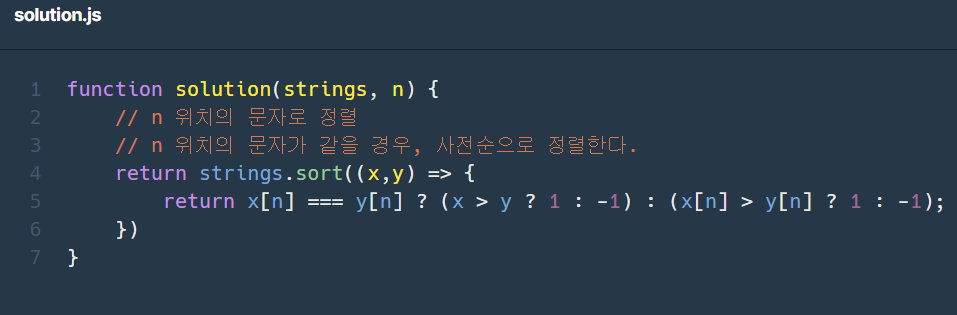 solution.js
1 function solution(strings, n) {
2 // n 위치의 문자로 정렬
3 // n 위치의 문자가 같을 경우, 사전순으로 정렬한다.
4 return strings.sort((x,y) => {
5 return x[n] === y[n] ? (x > y ? 1 : -1) : (x[n] > y[n] ? 1 : -1);
6 })
7 }